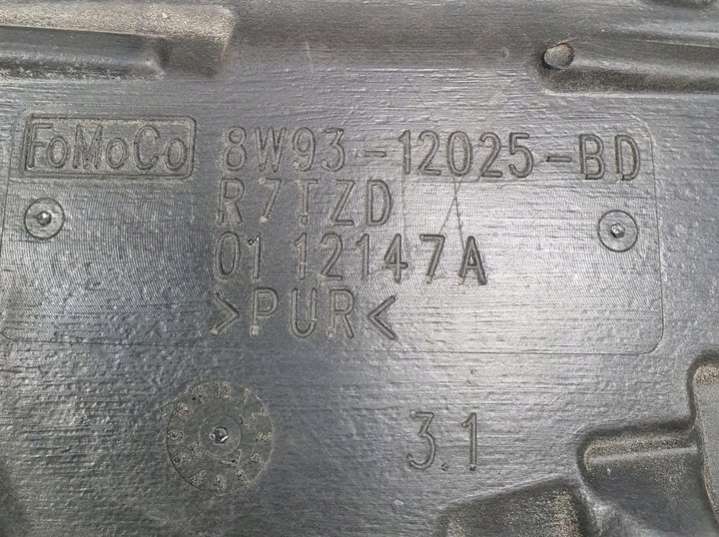 FoMoCo 8W93-12025-BD
R7TZD
01 12147A
>PUR<
3.1